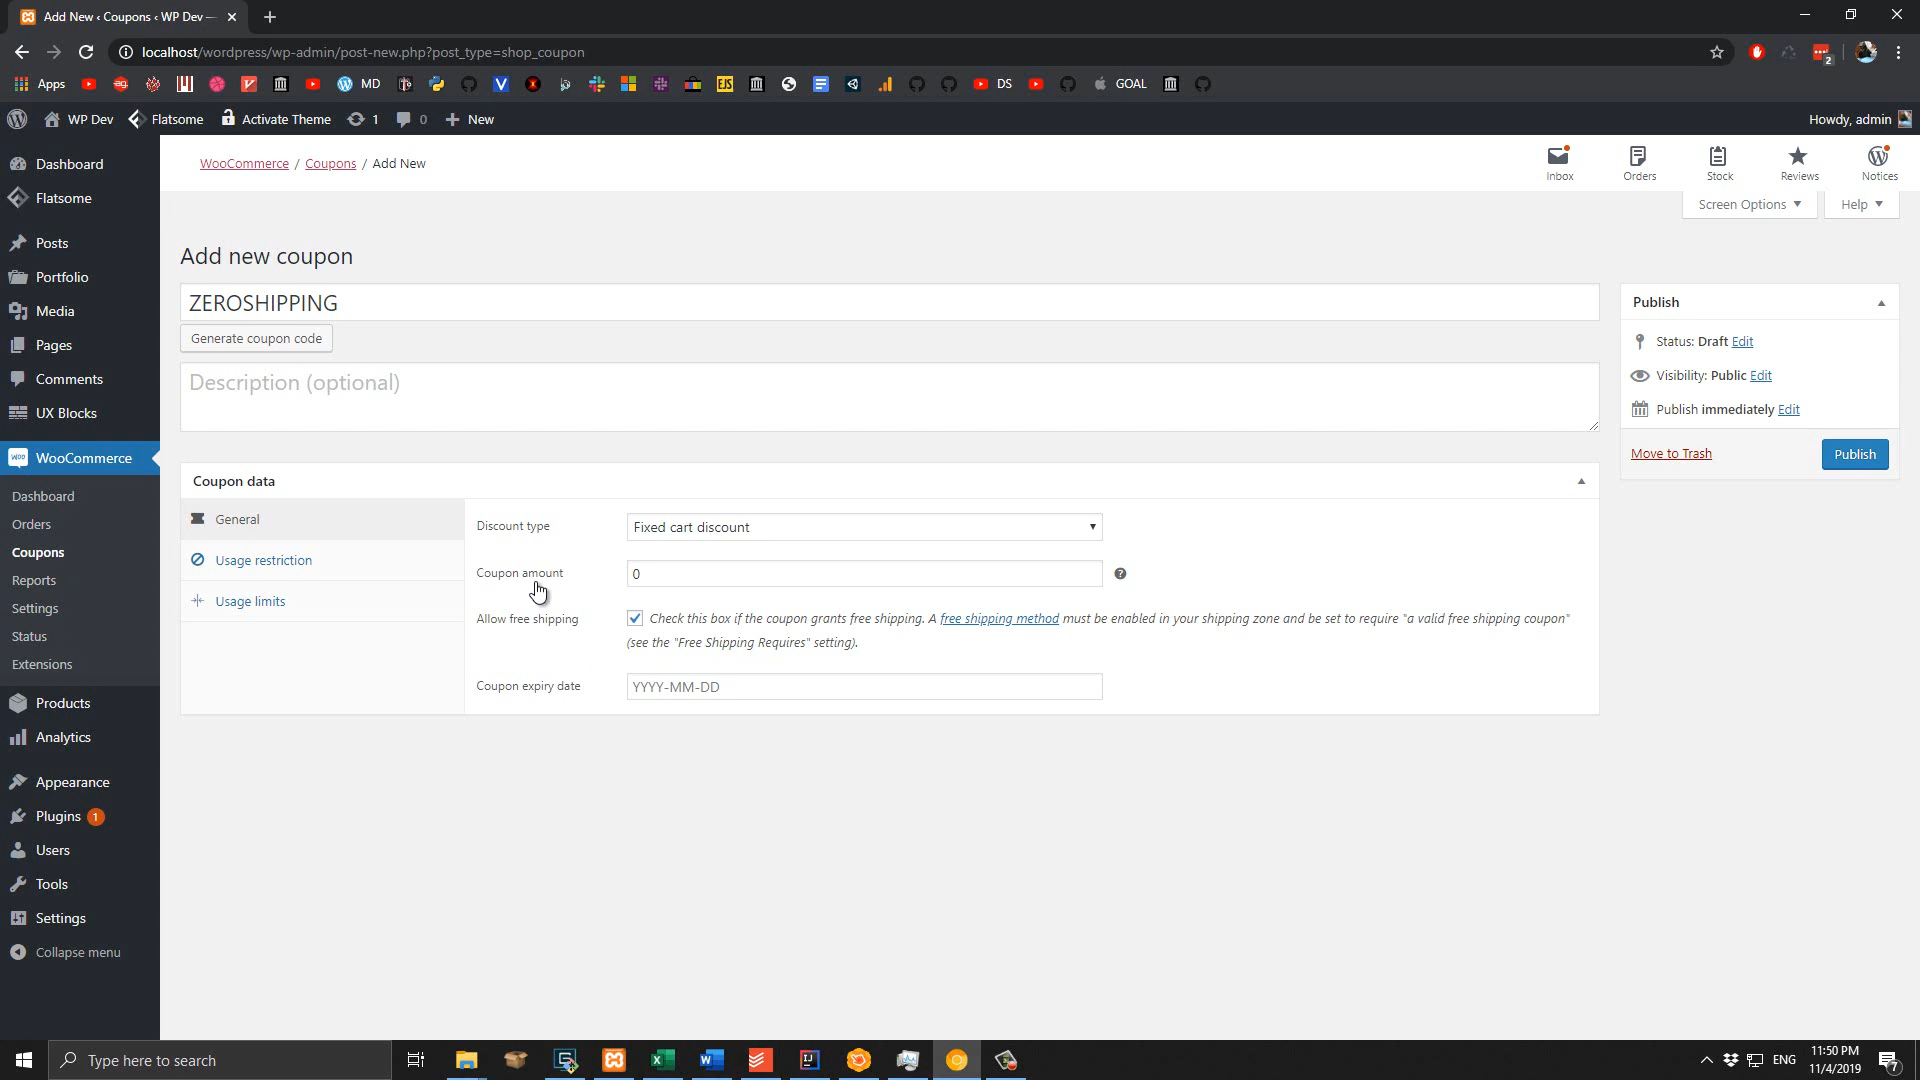 Add New ‹ Coupons ‹ WP Dev —
localhost/wordpress/wp-admin/post-new.php?post_type=shop_coupon
2
Apps
MD
EJS
DS
GOAL
WP Dev
Flatsome
Activate Theme
1
0
New
Howdy, admin
Dashboard
Flatsome
Posts
Portfolio
Media
Pages
Comments
UX Blocks
WooCommerce
Dashboard
Orders
Coupons
Reports
Settings
Status
Extensions
Products
Analytics
Appearance
Plugins 1
Users
Tools
Settings
Collapse menu
WooCommerce / Coupons / Add New
Inbox
Orders
Stock
Reviews
Notices
Screen Options
Help
Add new coupon
ZEROSHIPPING
Generate coupon code
Description (optional)
Coupon data
General
Usage restriction
Usage limits
Discount type
Fixed cart discount
Coupon amount
0
Allow free shipping
Check this box if the coupon grants free shipping. A free shipping method must be enabled in your shipping zone and be set to require "a valid free shipping coupon"
(see the "Free Shipping Requires" setting).
Coupon expiry date
YYYY-MM-DD
Publish
Status: Draft Edit
Visibility: Public Edit
Publish immediately Edit
Move to Trash
Publish
Type here to search
ENG
11:50 PM
11/4/2019
7